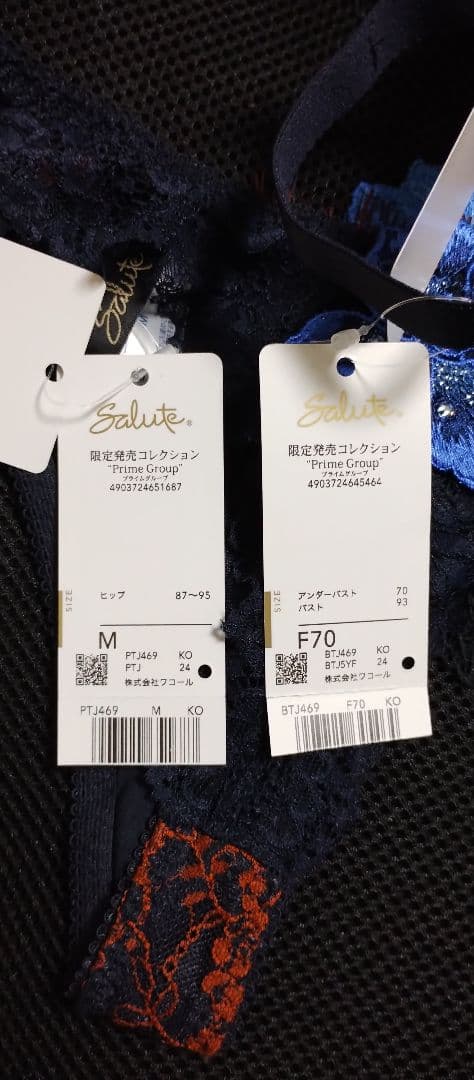 Salute
Salute®
限定発売コレクション
"Prime Group"
プライムグループ
4903724651687
SIZE
ヒップ 87〜95
M
PTJ469 KO
PTJ 24
株式会社ワコール
PTJ469 M KO
Salute®
限定発売コレクション
"Prime Group"
プライムグループ
4903724645464
SIZE
アンダーバスト 70
バスト 93
F70
BTJ469 KO
BTJ5YF 24
株式会社ワコール
BTJ469 F70 KO